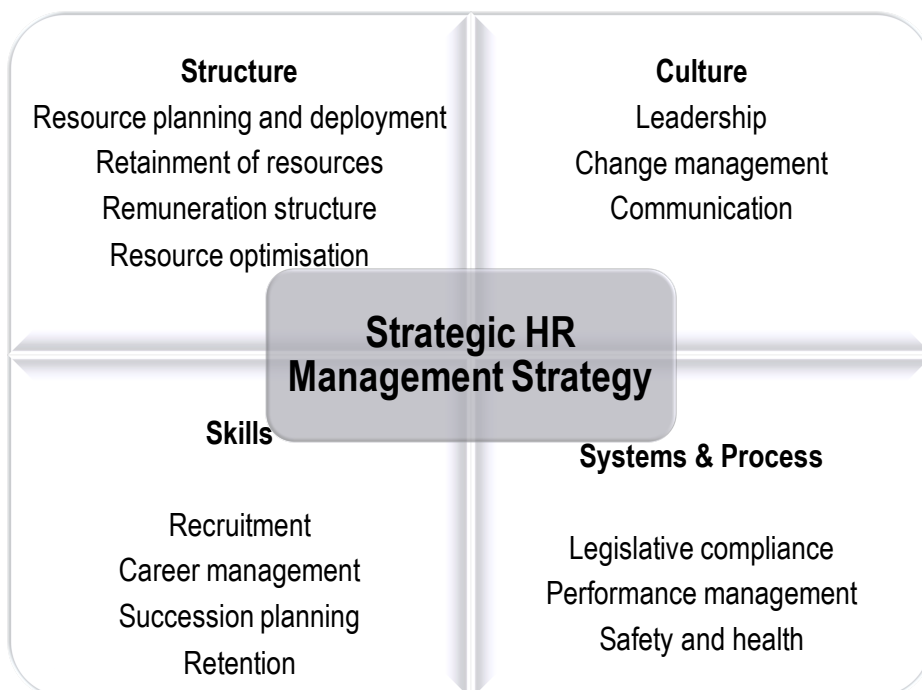 Structure
Resource planning and deployment
Retainment of resources
Remuneration structure
Resource optimisation
Culture
Leadership
Change management
Communication
Strategic HR
Management Strategy
Skills
Recruitment
Career management
Succession planning
Retention
Systems & Process
Legislative compliance
Performance management
Safety and health